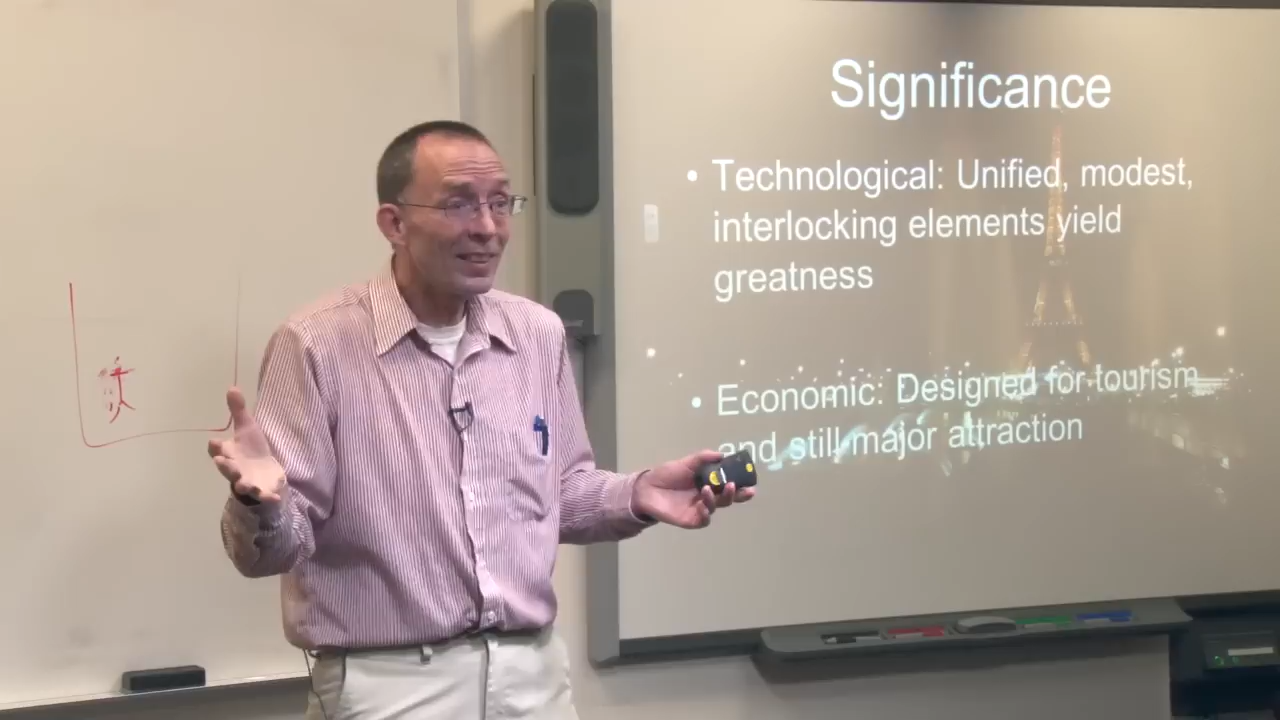 Significance
• Technological: Unified, modest,
interlocking elements yield
greatness
• Economic: Designed for tourism
and still major attraction